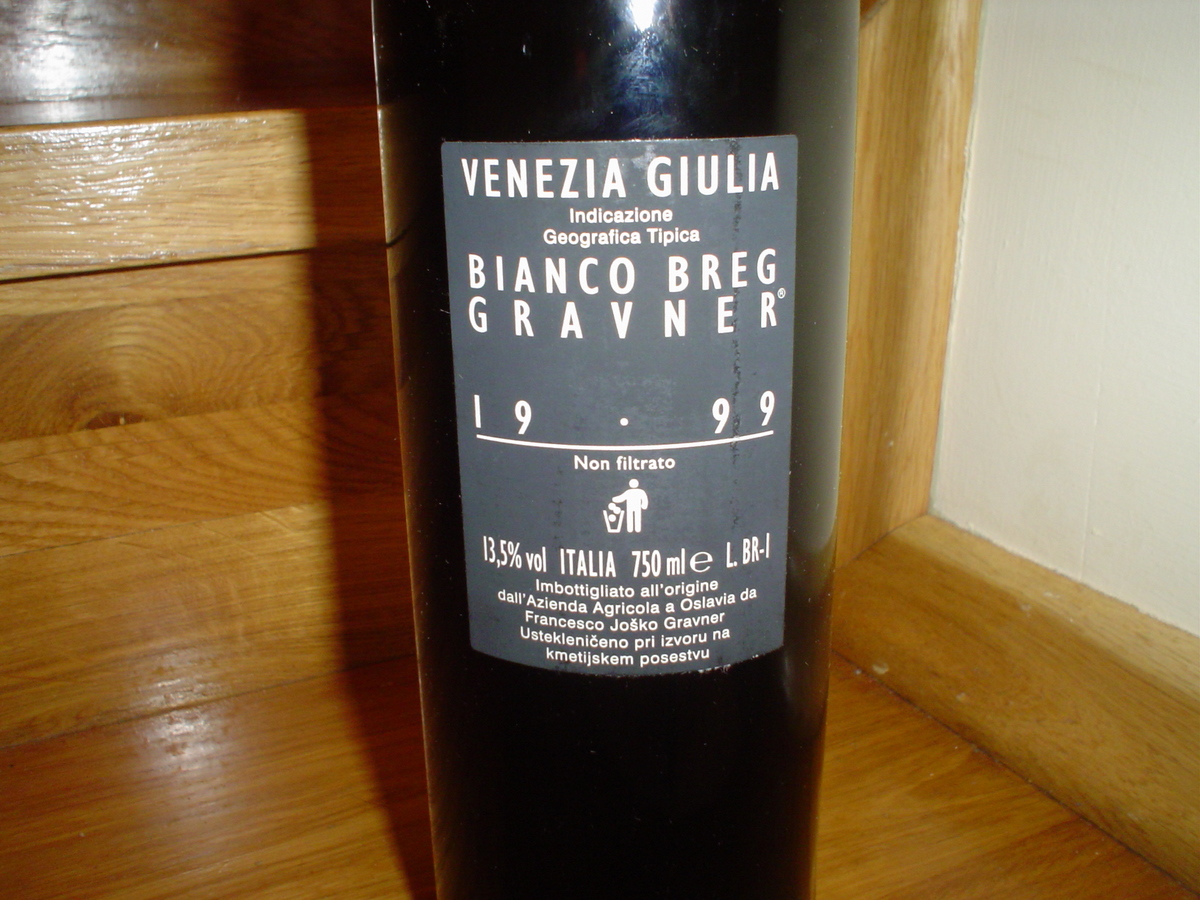 VENEZIA GIULIA
Indicazione
Geografica Tipica
BIANCO BREG
GRAVNER®
19 . 99
Non filtrato
13,5% vol ITALIA 750 ml e L. BR-1
Imbottigliato all'origine
dall'Azienda Agricola a Oslavia da
Francesco Joško Gravner
Ustekleničeno pri izvoru na
kmetijskem posestvu